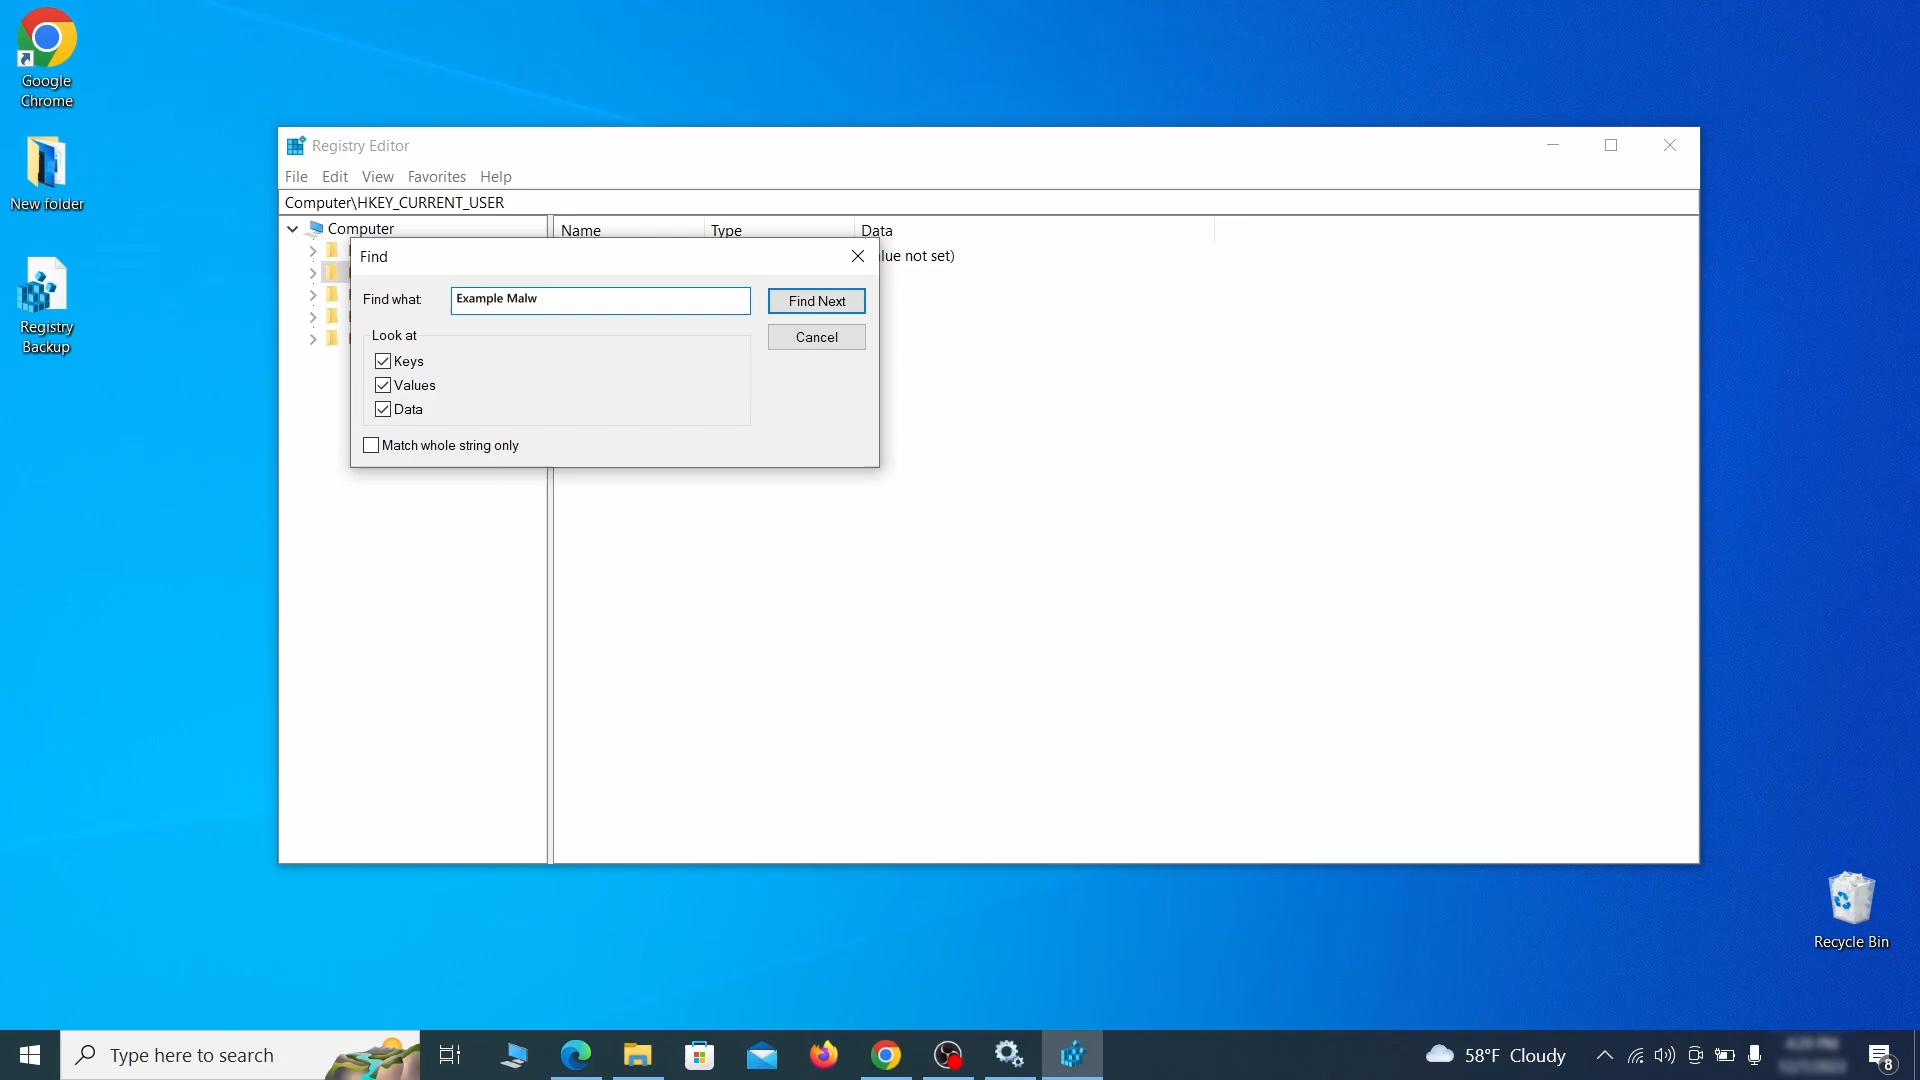 Google
Chrome
New folder
Registry
Backup
Registry Editor
File Edit View Favorites Help
Computer\HKEY_CURRENT_USER
Computer
Name Type Data
lue not set)
Find
Find what:
Example Malw
Find Next
Cancel
Look at
Keys
Values
Data
Match whole string only
Recycle Bin
Type here to search
58°F Cloudy
8